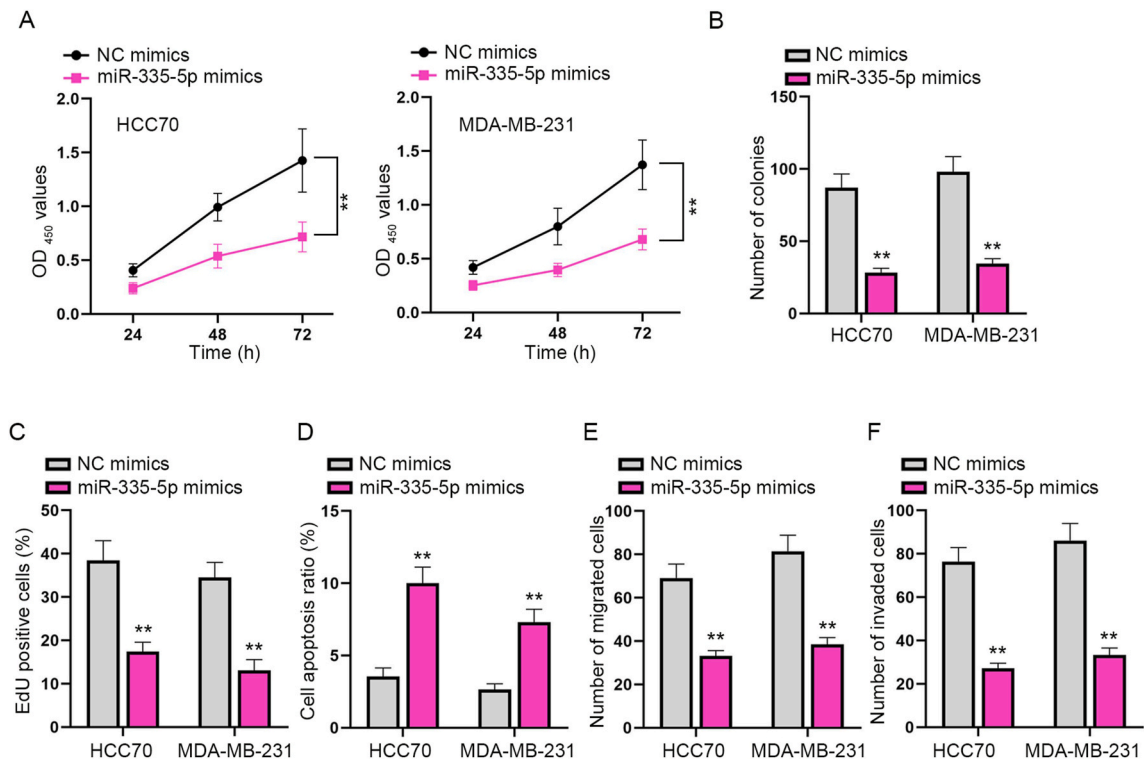 A
NC mimics
miR-335-5p mimics
2.0
1.5
1.0
0.5
0.0
OD 450 values
HCC70
**
24 48 72
Time (h)
NC mimics
miR-335-5p mimics
2.0
1.5
1.0
0.5
0.0
OD 450 values
MDA-MB-231
**
24 48 72
Time (h)
B
NC mimics
miR-335-5p mimics
150
100
50
0
Number of colonies
** **
HCC70 MDA-MB-231
C
NC mimics
miR-335-5p mimics
50
40
30
20
10
0
EdU positive cells (%)
** **
HCC70 MDA-MB-231
D
NC mimics
miR-335-5p mimics
15
10
5
0
Cell apoptosis ratio (%)
** **
HCC70 MDA-MB-231
E
NC mimics
miR-335-5p mimics
100
80
60
40
20
0
Number of migrated cells
** **
HCC70 MDA-MB-231
F
NC mimics
miR-335-5p mimics
100
80
60
40
20
0
Number of invaded cells
** **
HCC70 MDA-MB-231